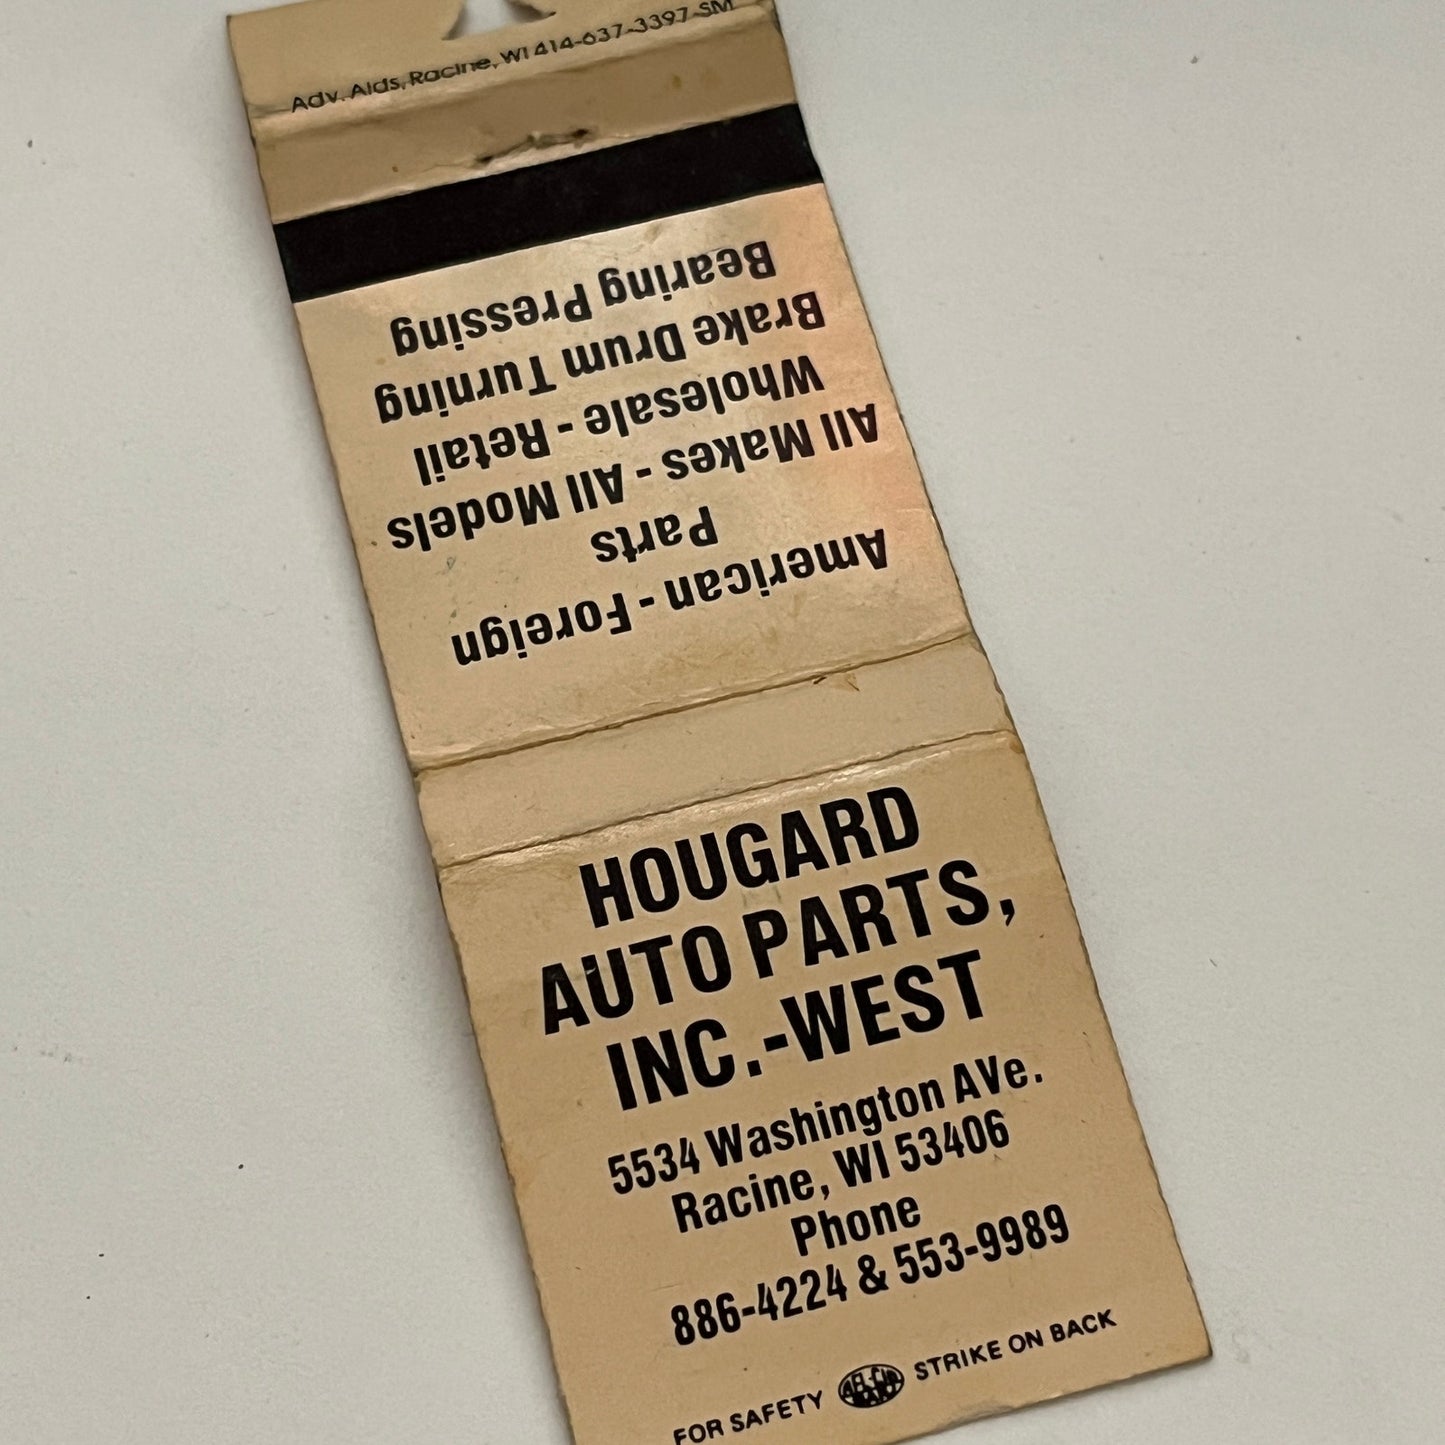 Adv. Aids, Racine, WI 414-637-3397 SM
American - Foreign
Parts
All Makes - All Models
Wholesale - Retail
Brake Drum Turning
Bearing Pressing
HOUGARD
AUTO PARTS,
INC.-WEST
5534 Washington AVe.
Racine, WI 53406
Phone
886-4224 & 553-9989
FOR SAFETY STRIKE ON BACK